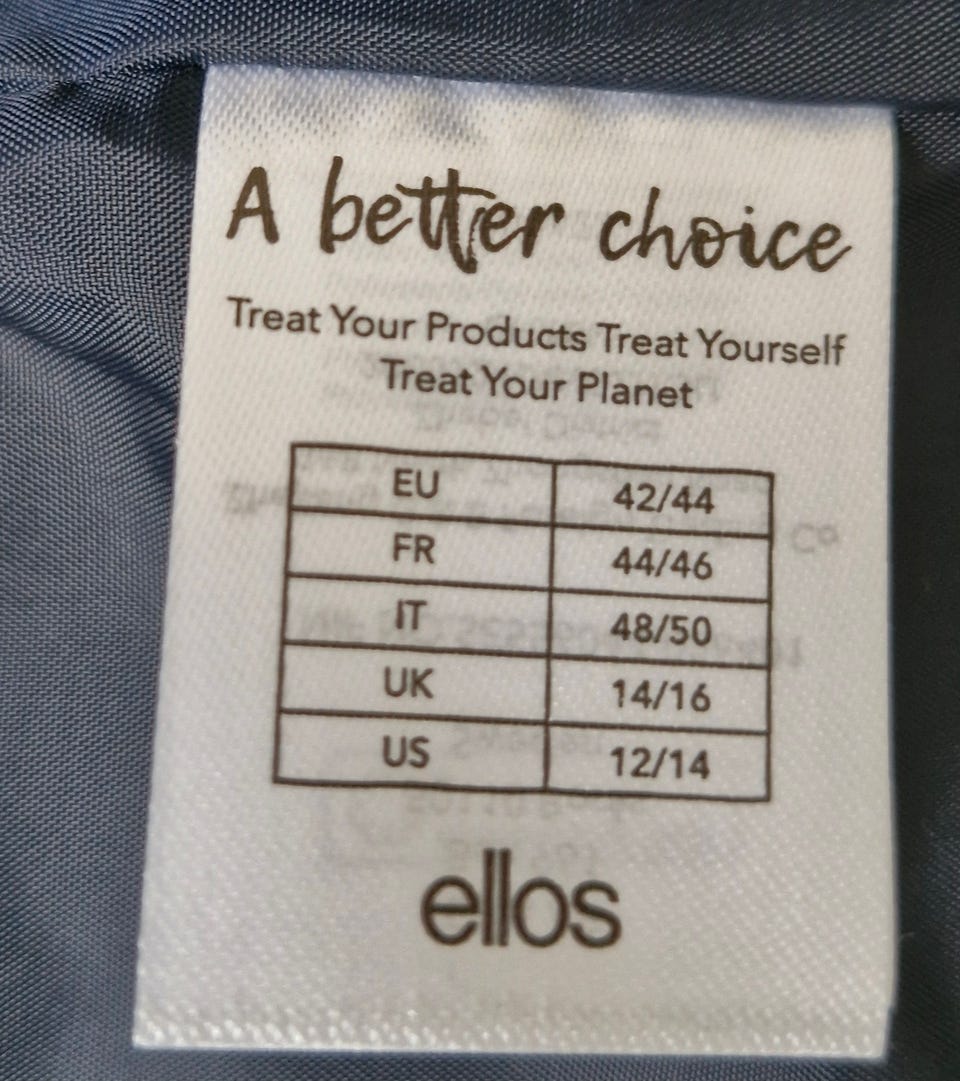 A better choice
Treat Your Products Treat Yourself
Treat Your Planet
EU 42/44
FR 44/46
IT 48/50
UK 14/16
US 12/14
ellos